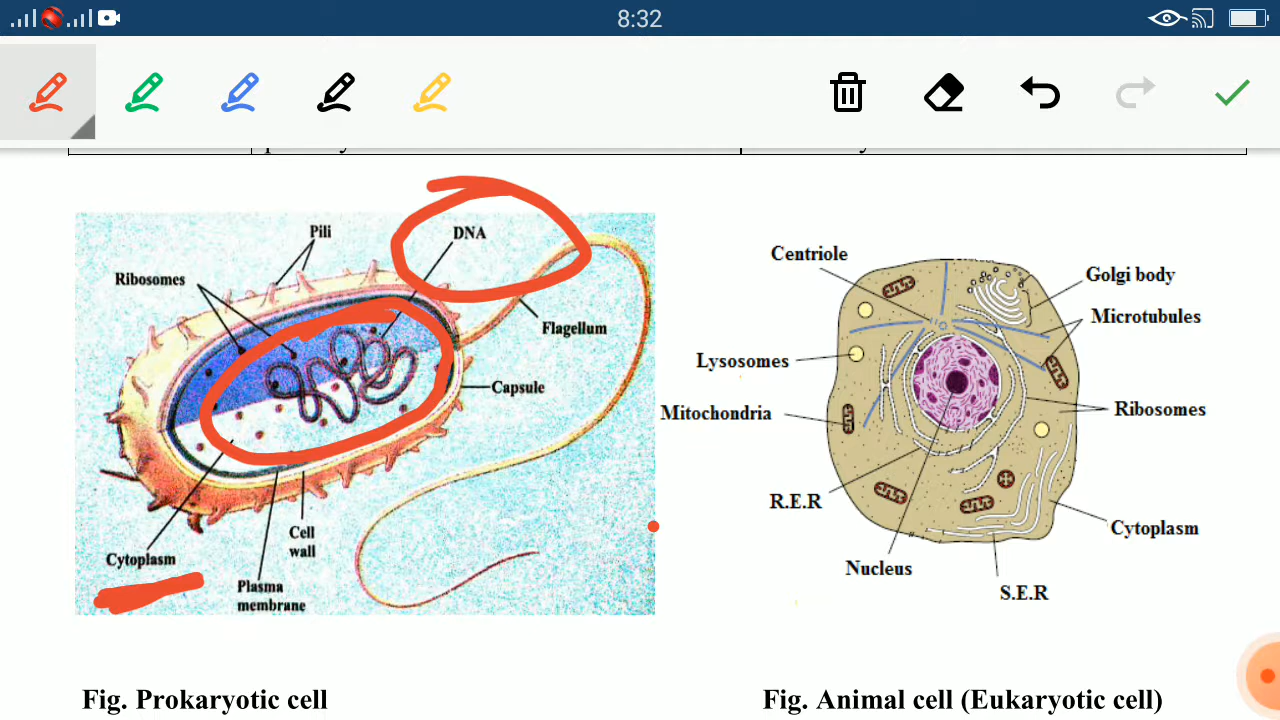 8:32
Pili
DNA
Ribosomes
Flagellum
Capsule
Cell
wall
Cytoplasm
Plasma
membrane
Centriole
Golgi body
Microtubules
Lysosomes
Mitochondria
Ribosomes
R.E.R
Cytoplasm
Nucleus
S.E.R
Fig. Prokaryotic cell
Fig. Animal cell (Eukaryotic cell)